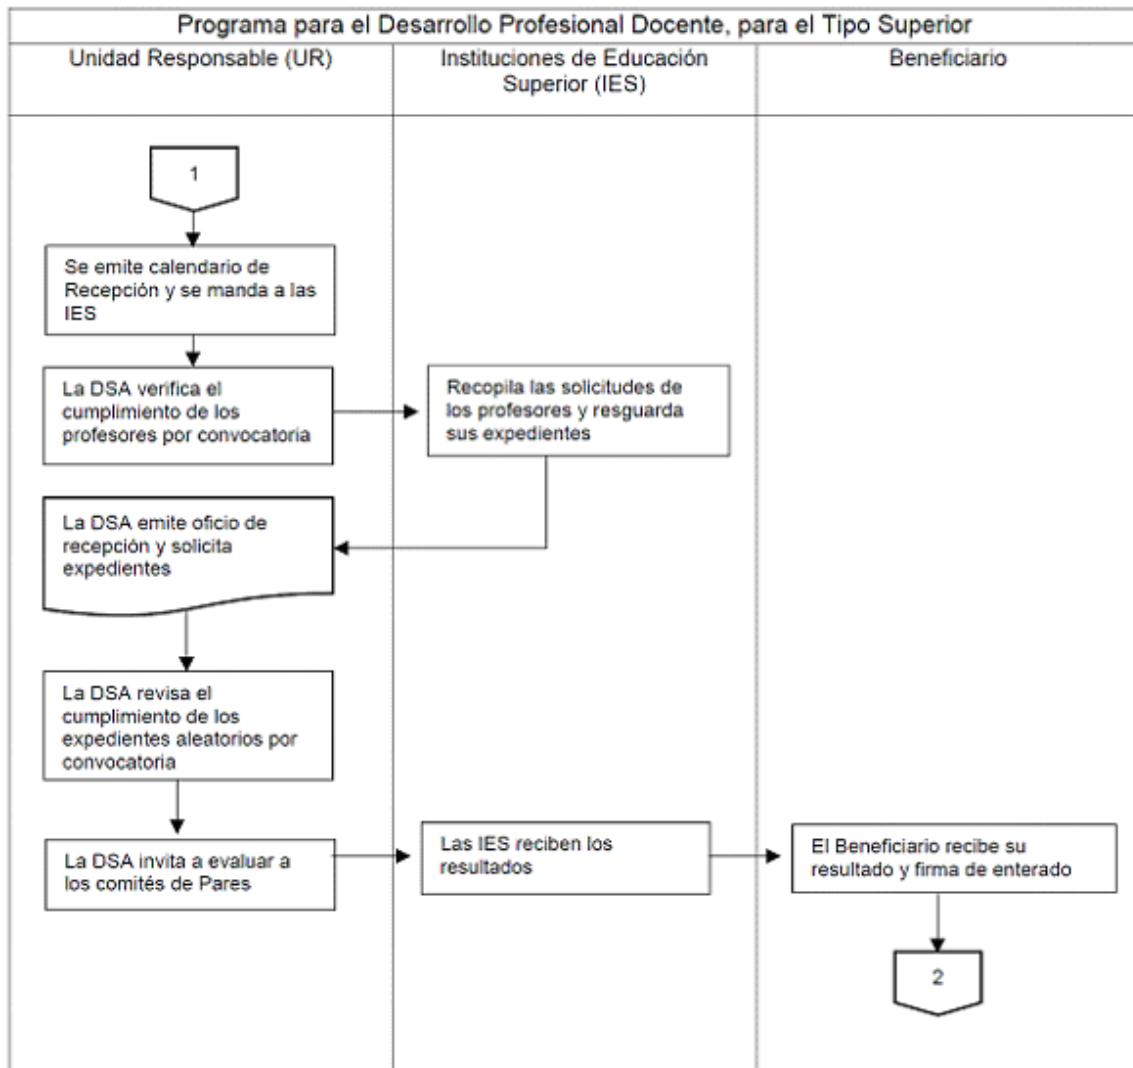 Programa para el Desarrollo Profesional Docente, para el Tipo Superior
Unidad Responsable (UR)
Instituciones de Educación
Superior (IES)
Beneficiario
1
Se emite calendario de
Recepción y se manda a las
IES
La DSA verifica el
cumplimiento de los
profesores por convocatoria
Recopila las solicitudes de
los profesores y resguarda
sus expedientes
La DSA emite oficio de
recepción y solicita
expedientes
La DSA revisa el
cumplimiento de los
expedientes aleatorios por
convocatoria
La DSA invita a evaluar a
los comités de Pares
Las IES reciben los
resultados
El Beneficiario recibe su
resultado y firma de enterado
2